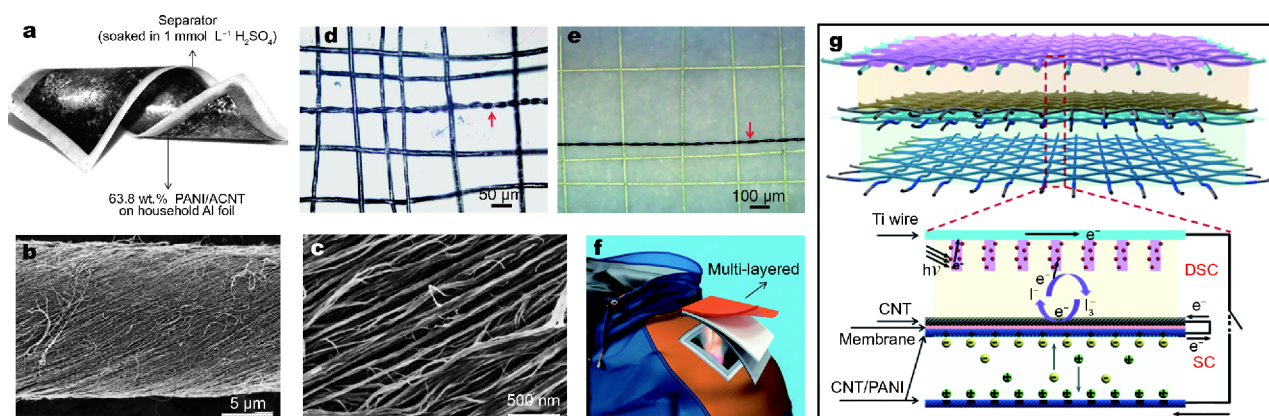 a
Separator
(soaked in 1 mmol L⁻¹ H₂SO₄)
63.8 wt.% PANI/ACNT
on household Al foil
b
5 μm
c
500 nm
d
50 μm
e
100 μm
f
Multi-layered
g
Ti wire
e⁻
hν
e⁻
e⁻
DSC
I⁻
I₃⁻
CNT
e⁻
e⁻
Membrane
e⁻
SC
CNT/PANI